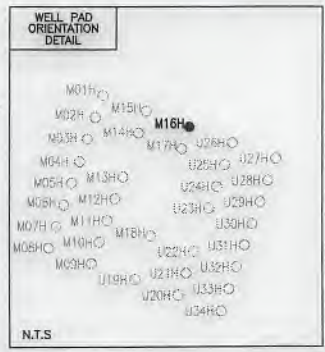 WELL PAD
ORIENTATION
DETAIL
M01H
M15H
M02H
M16H
M14H
M03H
M17H
U26H
M04H
U25H
U27H
M13H
M05H
U24H
U28H
M12H
M06H
U23H
U29H
M11H
M07H
U30H
M18H
M10H
M08H
U31H
U22H
M09H
U32H
U21H
U19H
U33H
U20H
U34H
N.T.S